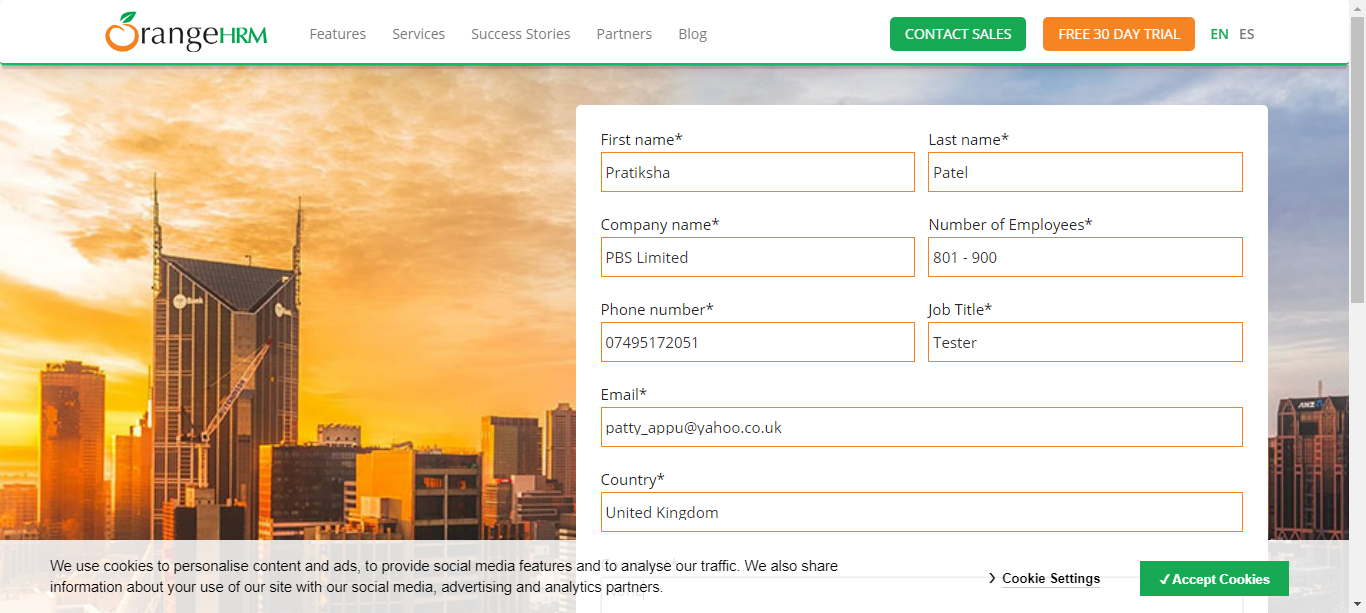 OrangeHRM Features Services Success Stories Partners Blog CONTACT SALES FREE 30 DAY TRIAL EN ES
First name* Last name*
Pratiksha Patel
Company name* Number of Employees*
PBS Limited 801 - 900
Phone number* Job Title*
07495172051 Tester
Email*
patty_appu@yahoo.co.uk
Country*
United Kingdom
We use cookies to personalise content and ads, to provide social media features and to analyse our traffic. We also share
information about your use of our site with our social media, advertising and analytics partners.
Cookie Settings ✓Accept Cookies
ANZ